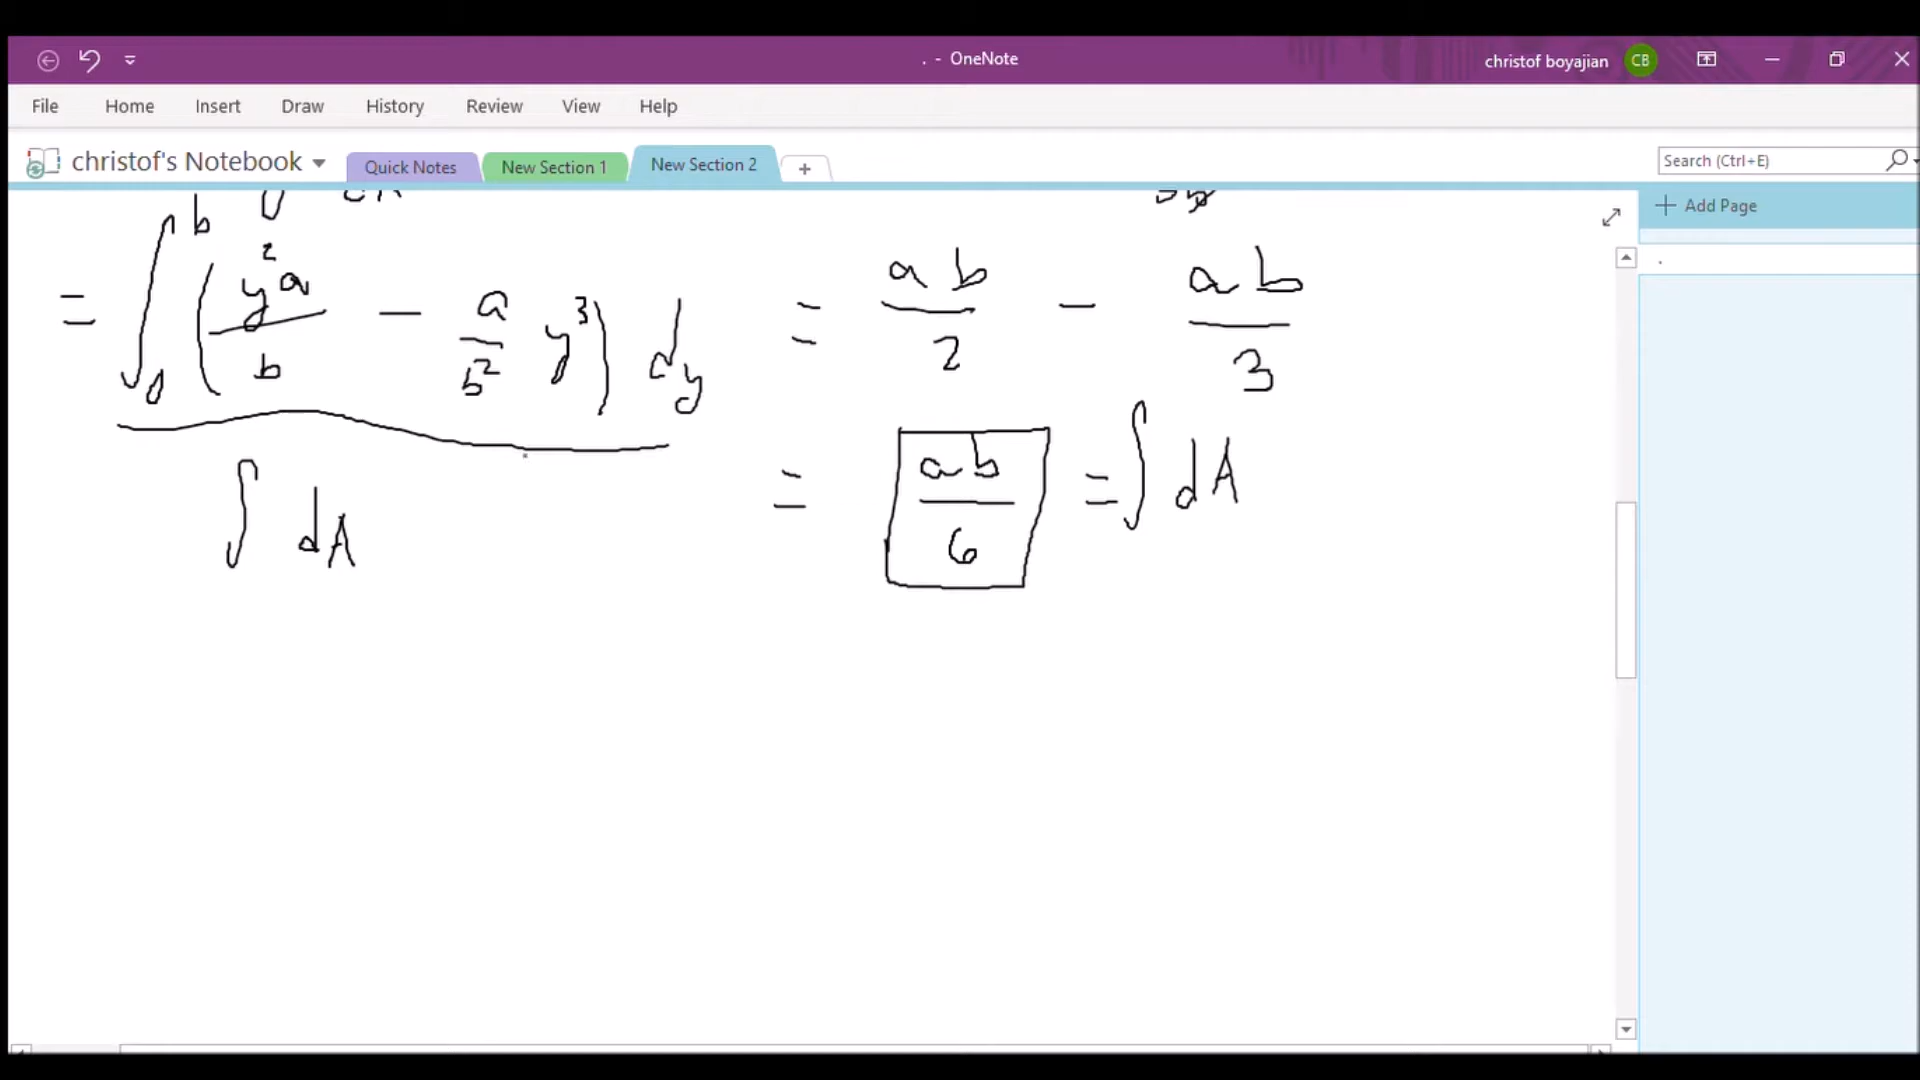 . - OneNote
christof boyajian CB
File Home Insert Draw History Review View Help
christof's Notebook Quick Notes New Section 1 New Section 2 + Search (Ctrl+E)
+ Add Page
.
= ∫₀ᵇ (y²a/b − a/b² y³) dy
∫ dA
= ab/2 − ab/3
= ab/6 = ∫ dA